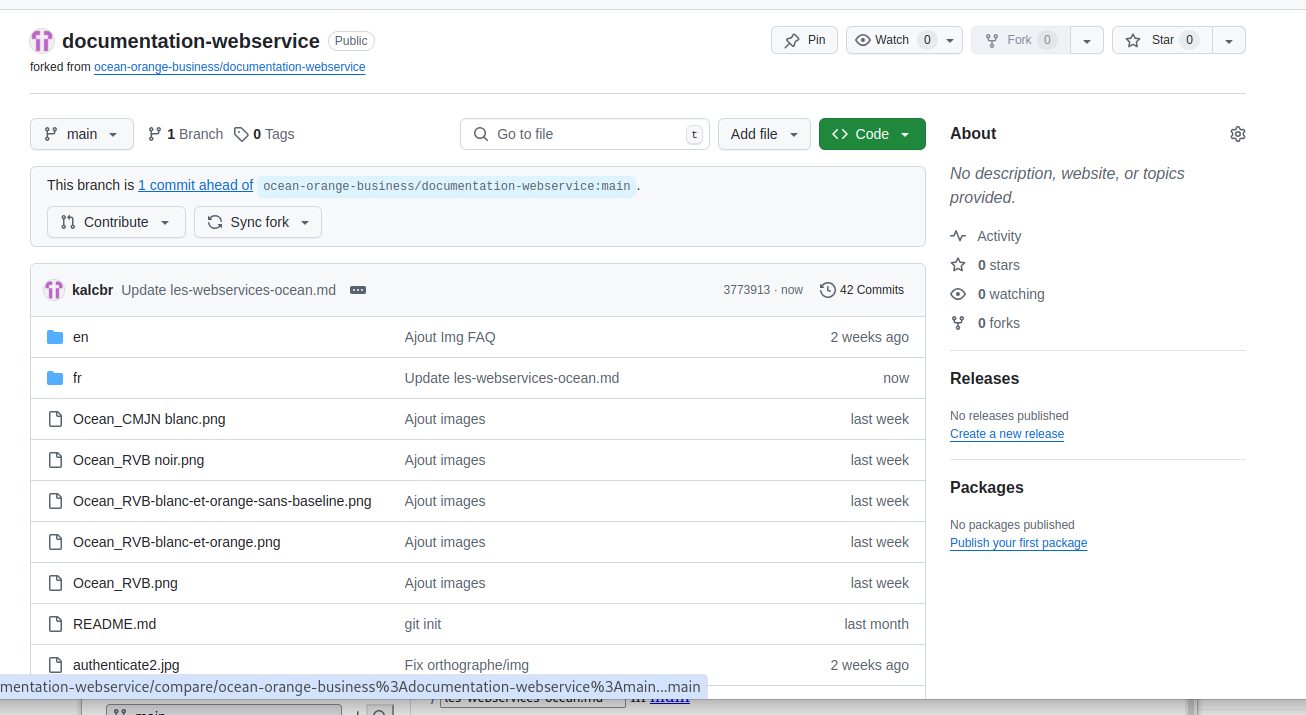 documentation-webservice Public Pin Watch 0 Fork 0 Star 0
forked from ocean-orange-business/documentation-webservice
main 1 Branch 0 Tags Go to file t Add file Code
This branch is 1 commit ahead of ocean-orange-business/documentation-webservice:main .
Contribute Sync fork
kalcbr Update les-webservices-ocean.md 3773913 · now 42 Commits
en Ajout Img FAQ 2 weeks ago
fr Update les-webservices-ocean.md now
Ocean_CMJN blanc.png Ajout images last week
Ocean_RVB noir.png Ajout images last week
Ocean_RVB-blanc-et-orange-sans-baseline.png Ajout images last week
Ocean_RVB-blanc-et-orange.png Ajout images last week
Ocean_RVB.png Ajout images last week
README.md git init last month
authenticate2.jpg Fix orthographe/img 2 weeks ago
About
No description, website, or topics
provided.
Activity
0 stars
0 watching
0 forks
Releases
No releases published
Create a new release
Packages
No packages published
Publish your first package
mentation-webservice/compare/ocean-orange-business%3Adocumentation-webservice%3Amain...main
/ les-webservices-ocean.md in main
main